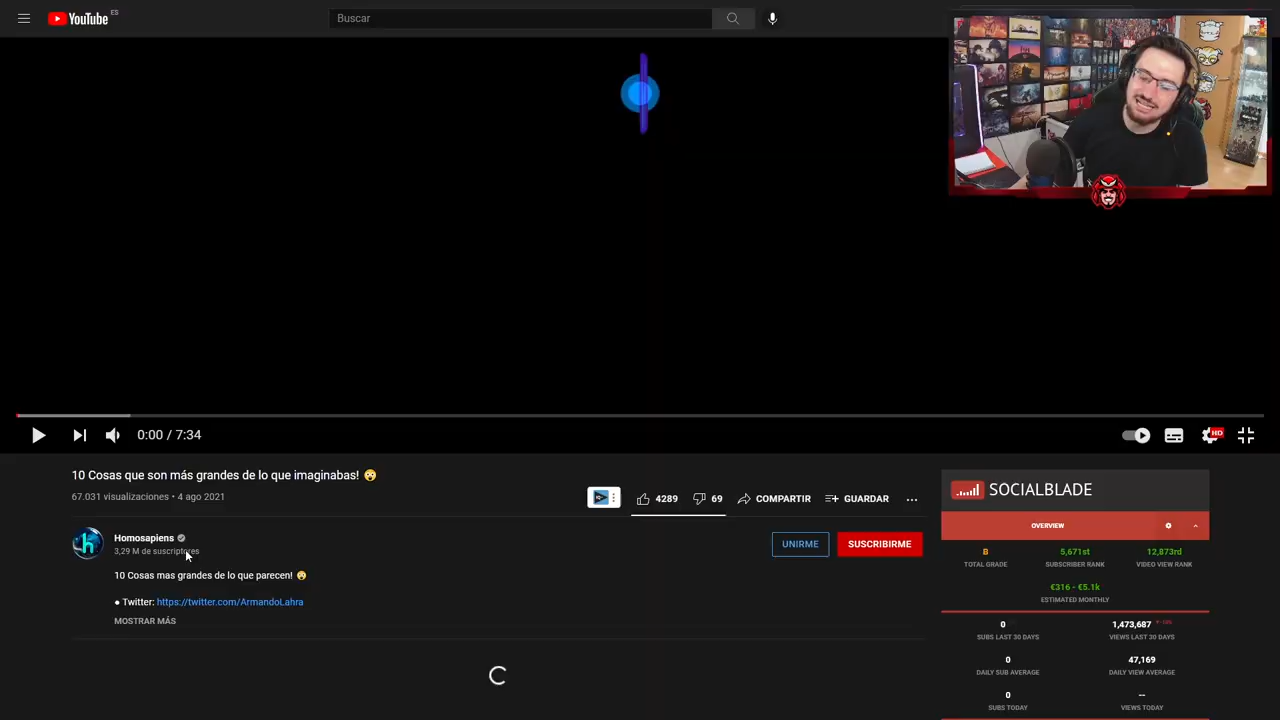 YouTube ES
Buscar
0:00 / 7:34
HD
10 Cosas que son más grandes de lo que imaginabas! 😲
67.031 visualizaciones • 4 ago 2021
4289
69
COMPARTIR
GUARDAR
Homosapiens
3,29 M de suscriptores
UNIRME
SUSCRIBIRME
10 Cosas mas grandes de lo que parecen! 😲
● Twitter: https://twitter.com/ArmandoLahra
MOSTRAR MÁS
SOCIALBLADE
OVERVIEW
B
TOTAL GRADE
5,671st
SUBSCRIBER RANK
12,873rd
VIDEO VIEW RANK
€316 - €5.1k
ESTIMATED MONTHLY
0
SUBS LAST 30 DAYS
1,473,687
VIEWS LAST 30 DAYS
0
DAILY SUB AVERAGE
47,169
DAILY VIEW AVERAGE
0
SUBS TODAY
--
VIEWS TODAY